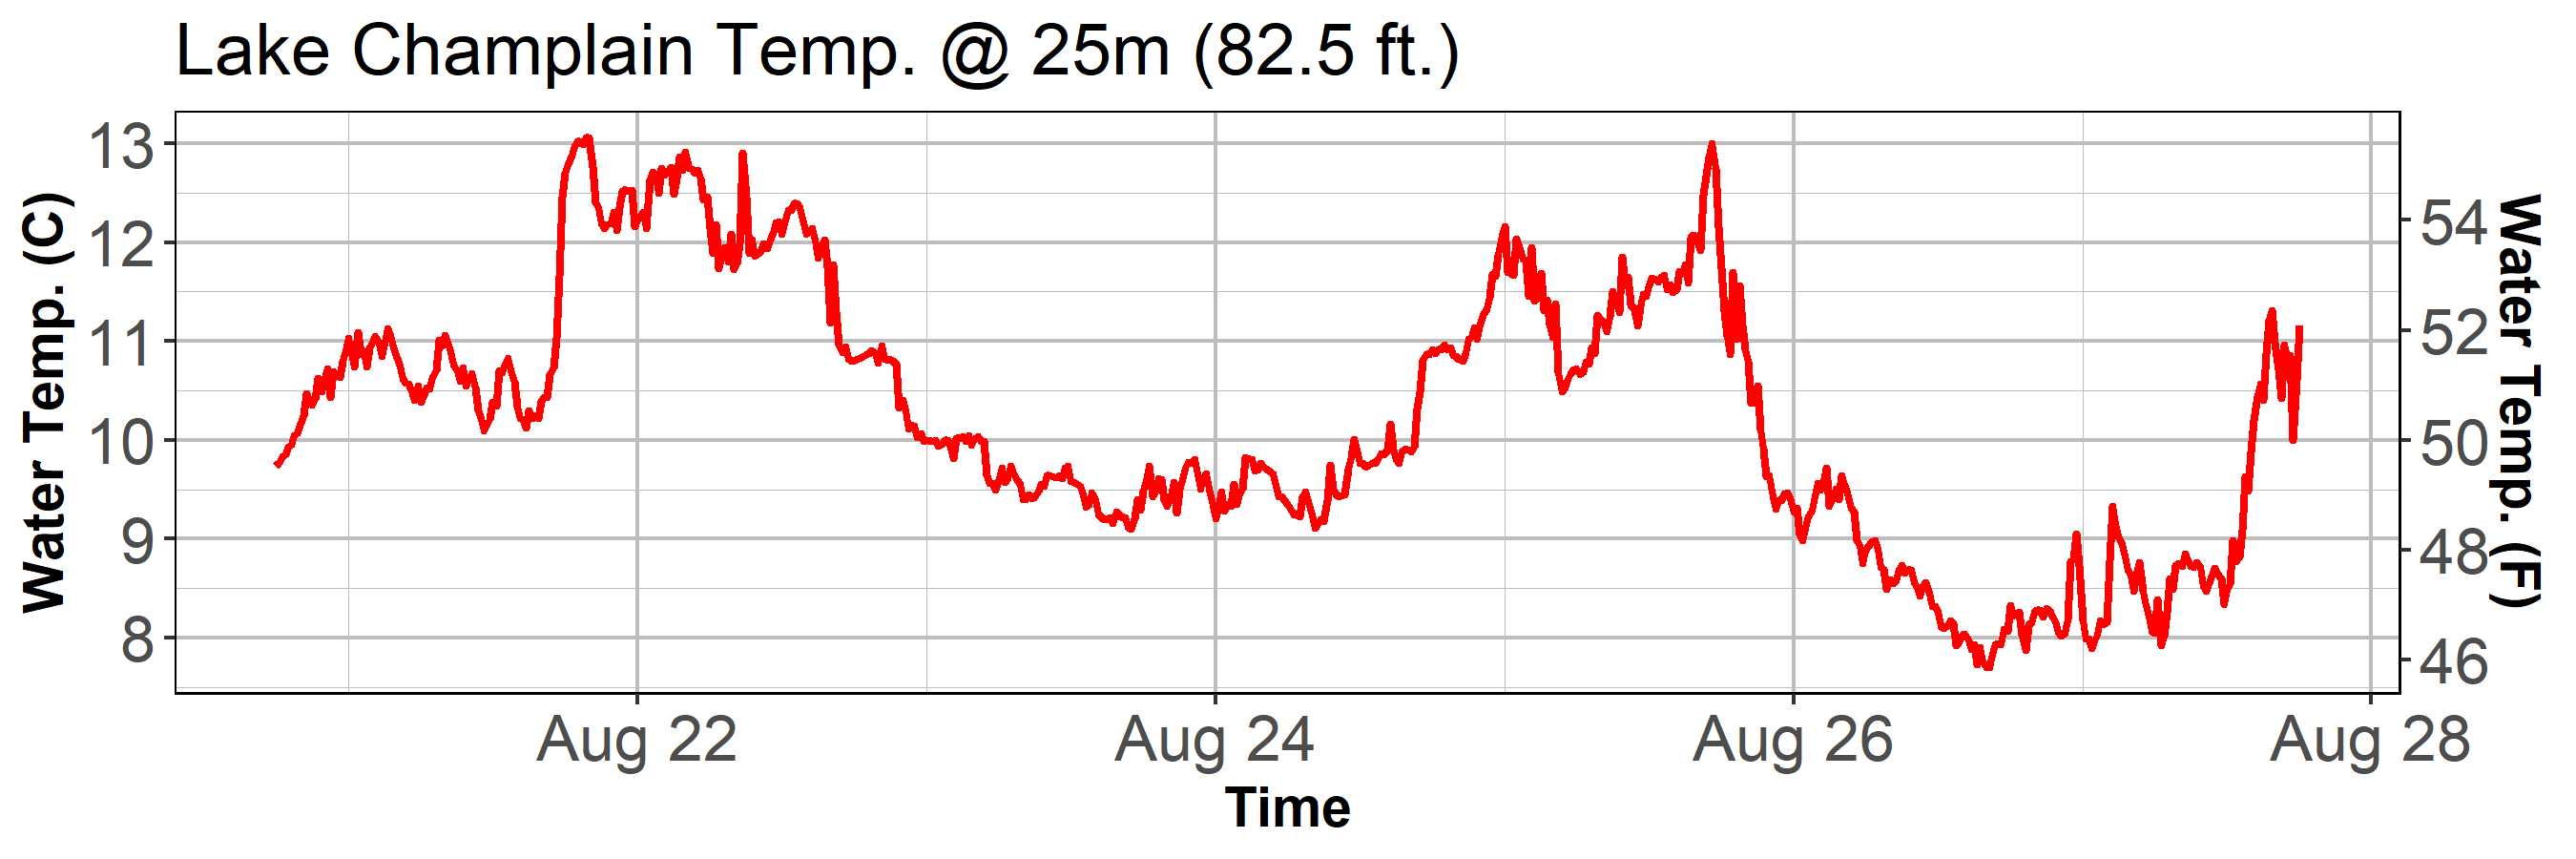 Lake Champlain Temp. @ 25m (82.5 ft.)
Water Temp. (C)
13
12
11
10
9
8
54
52
50
48
46
Water Temp. (F)
Aug 22 Aug 24 Aug 26 Aug 28
Time